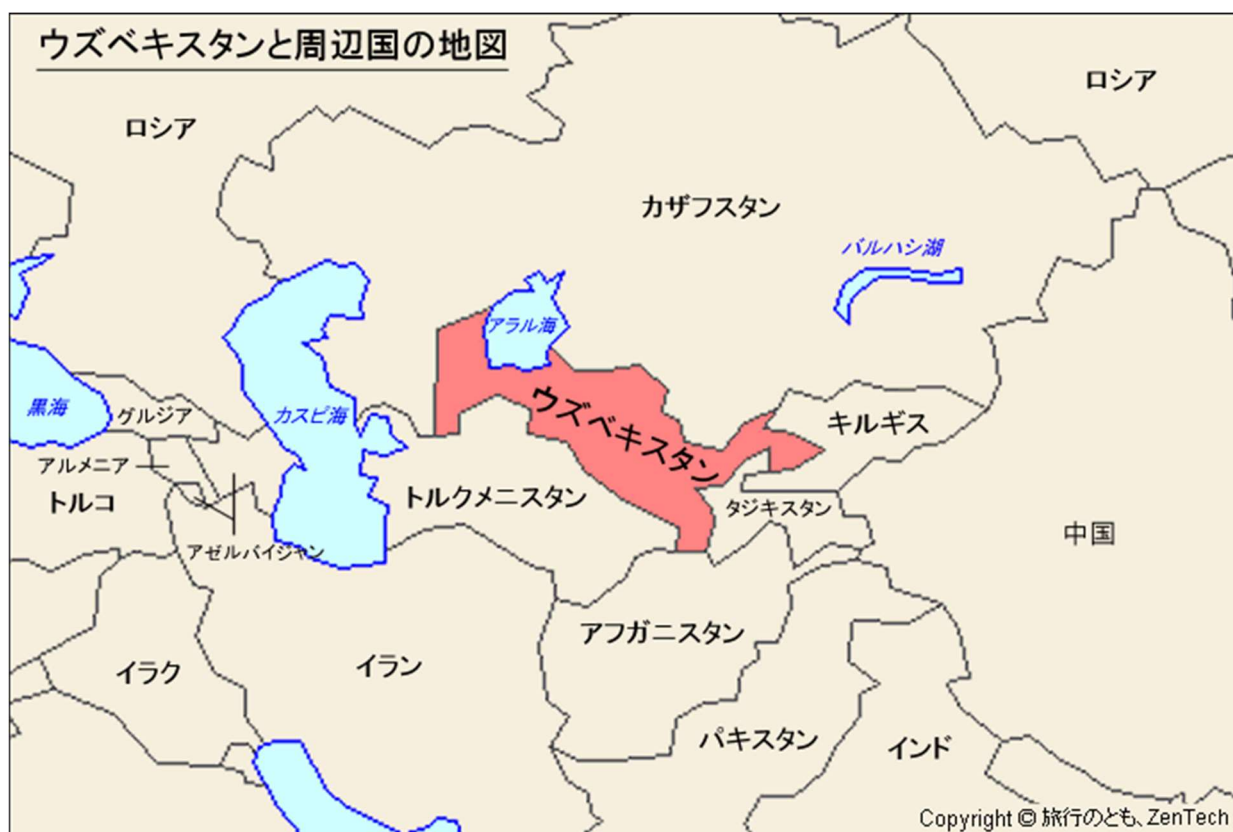 ウズベキスタンと周辺国の地図
ロシア
ロシア
カザフスタン
バルハシ湖
アラル海
黒海
グルジア
カスピ海
ウズベキスタン
キルギス
アルメニア
トルコ
トルクメニスタン
タジキスタン
中国
アゼルバイジャン
アフガニスタン
イラク
イラン
パキスタン
インド
Copyright © 旅行のとも、ZenTech